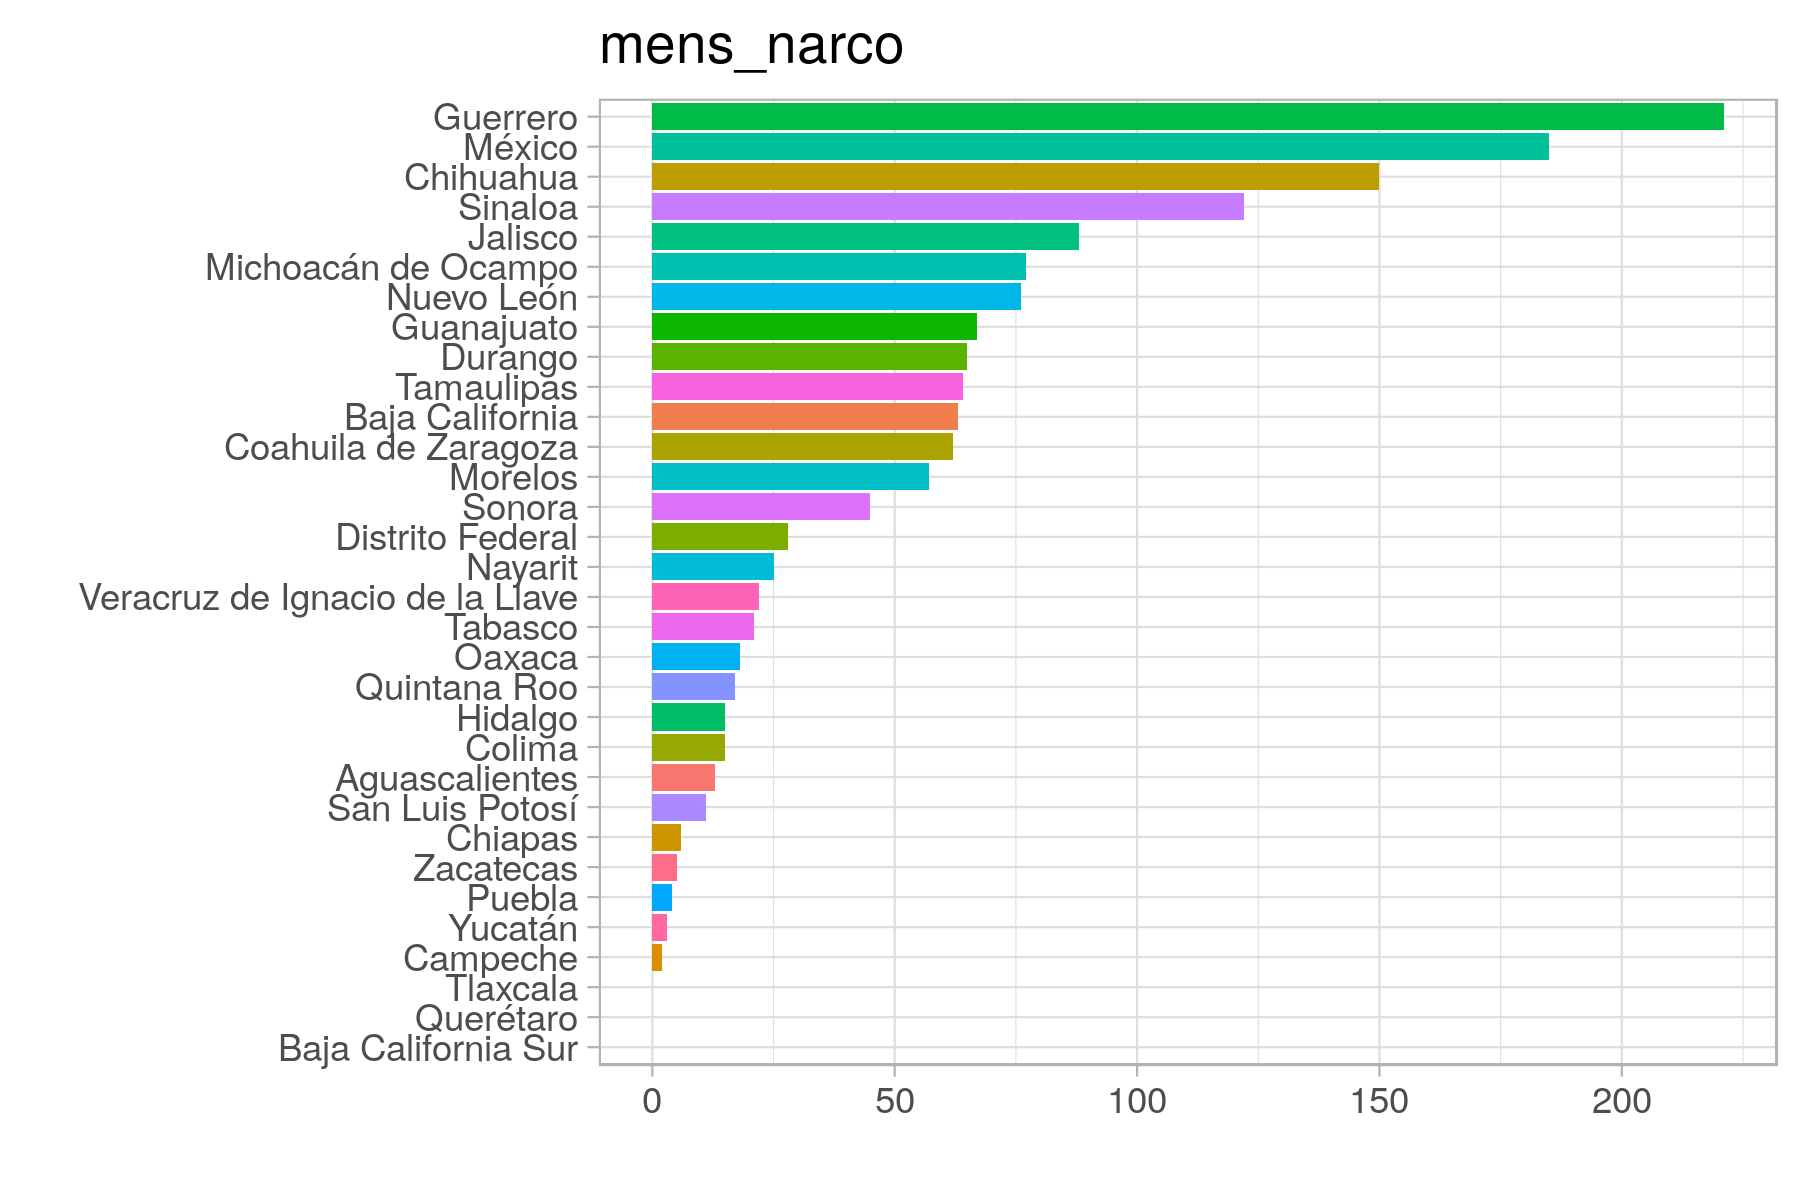 mens_narco
Guerrero
México
Chihuahua
Sinaloa
Jalisco
Michoacán de Ocampo
Nuevo León
Guanajuato
Durango
Tamaulipas
Baja California
Coahuila de Zaragoza
Morelos
Sonora
Distrito Federal
Nayarit
Veracruz de Ignacio de la Llave
Tabasco
Oaxaca
Quintana Roo
Hidalgo
Colima
Aguascalientes
San Luis Potosí
Chiapas
Zacatecas
Puebla
Yucatán
Campeche
Tlaxcala
Querétaro
Baja California Sur
0 50 100 150 200